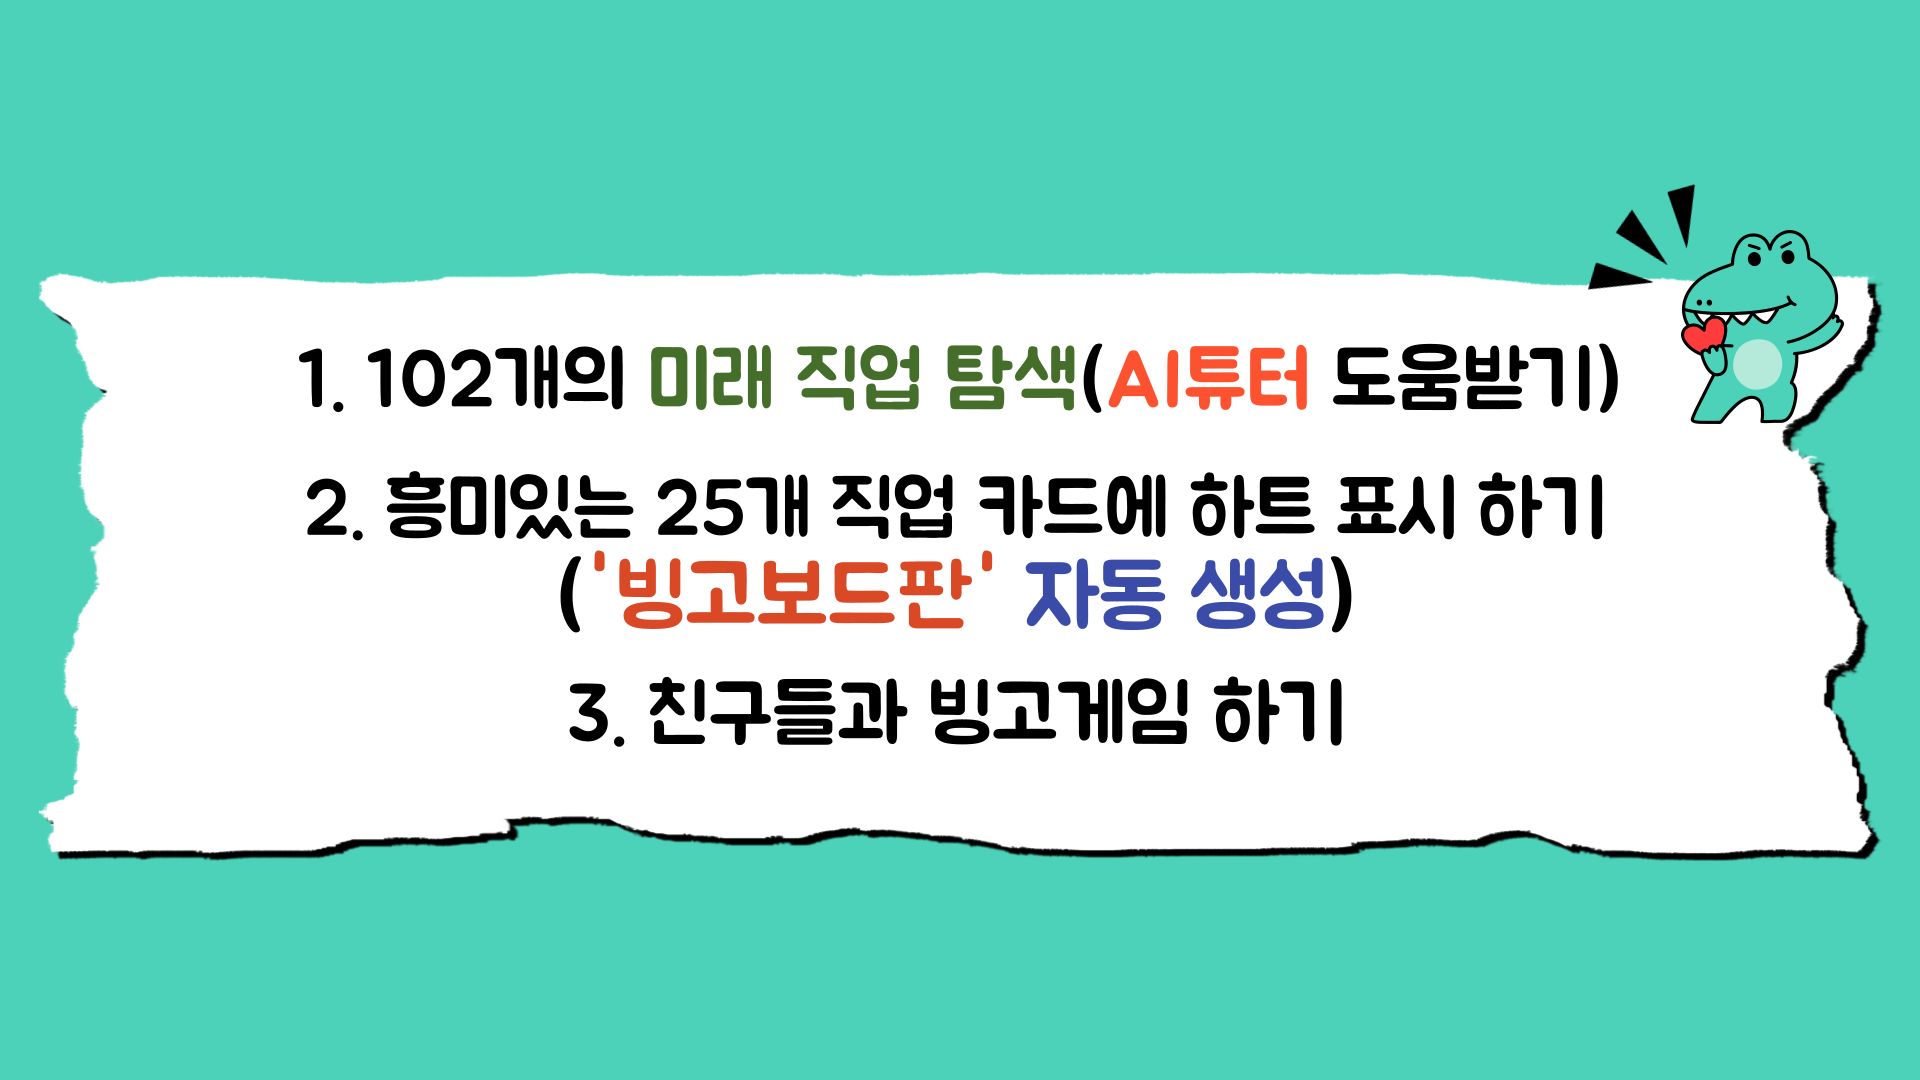 1. 102개의 미래 직업 탐색(AI튜터 도움받기)
2. 흥미있는 25개 직업 카드에 하트 표시 하기
('빙고보드판' 자동 생성)
3. 친구들과 빙고게임 하기